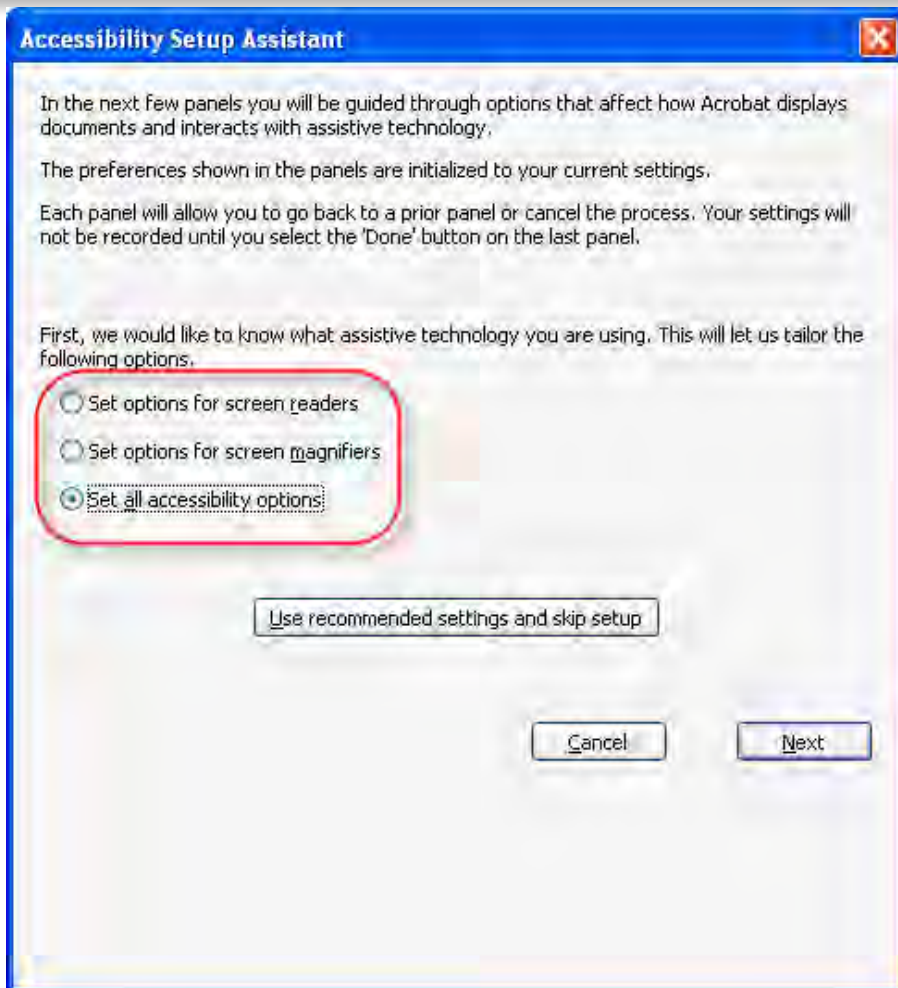 Accessibility Setup Assistant
In the next few panels you will be guided through options that affect how Acrobat displays
documents and interacts with assistive technology.
The preferences shown in the panels are initialized to your current settings.
Each panel will allow you to go back to a prior panel or cancel the process. Your settings will
not be recorded until you select the 'Done' button on the last panel.
First, we would like to know what assistive technology you are using. This will let us tailor the
following options.
Set options for screen readers
Set options for screen magnifiers
Set all accessibility options
Use recommended settings and skip setup
Cancel Next